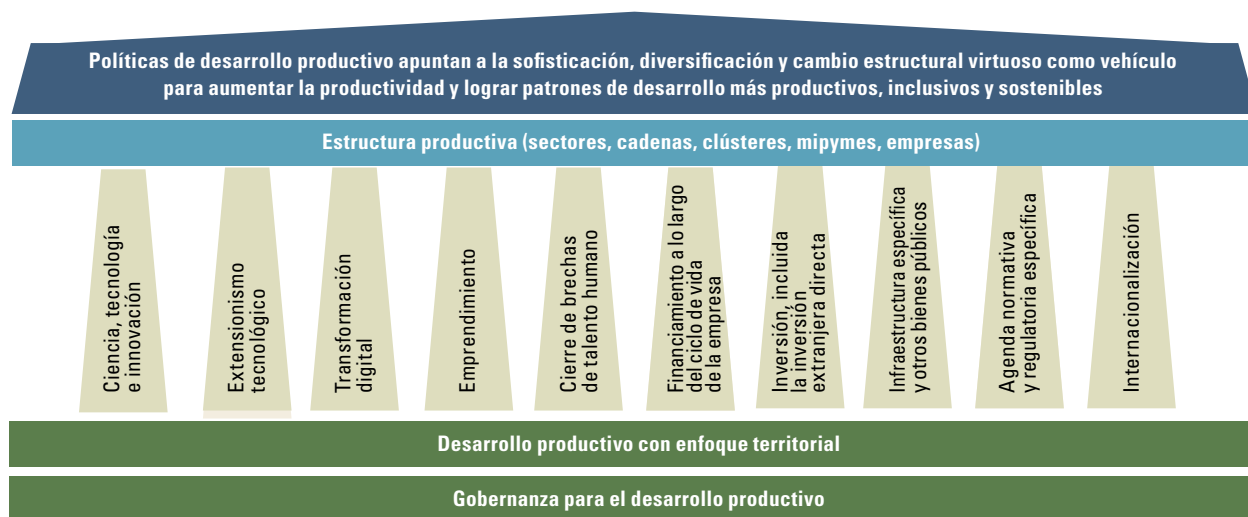 Políticas de desarrollo productivo apuntan a la sofisticación, diversificación y cambio estructural virtuoso como vehículo
para aumentar la productividad y lograr patrones de desarrollo más productivos, inclusivos y sostenibles
Estructura productiva (sectores, cadenas, clústeres, mipymes, empresas)
Ciencia, tecnología
e innovación
Extensionismo
tecnológico
Transformación
digital
Emprendimiento
Cierre de brechas
de talento humano
Financiamiento a lo largo
del ciclo de vida
de la empresa
Inversión, incluida
la inversión
extranjera directa
Infraestructura específica
y otros bienes públicos
Agenda normativa
y regulatoria específica
Internacionalización
Desarrollo productivo con enfoque territorial
Gobernanza para el desarrollo productivo